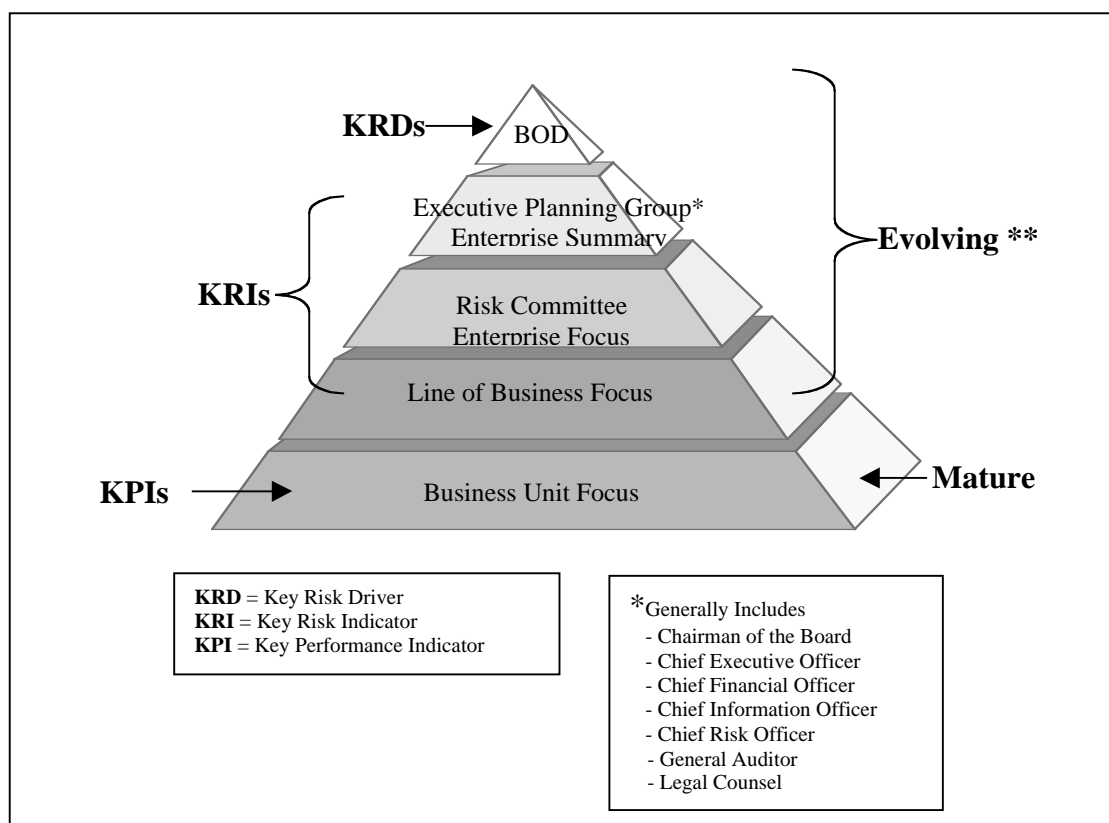 KRDs
BOD
Executive Planning Group*
Enterprise Summary
Evolving **
KRIs
Risk Committee
Enterprise Focus
Line of Business Focus
KPIs
Business Unit Focus
Mature
KRD = Key Risk Driver
KRI = Key Risk Indicator
KPI = Key Performance Indicator
*Generally Includes
- Chairman of the Board
- Chief Executive Officer
- Chief Financial Officer
- Chief Information Officer
- Chief Risk Officer
- General Auditor
- Legal Counsel